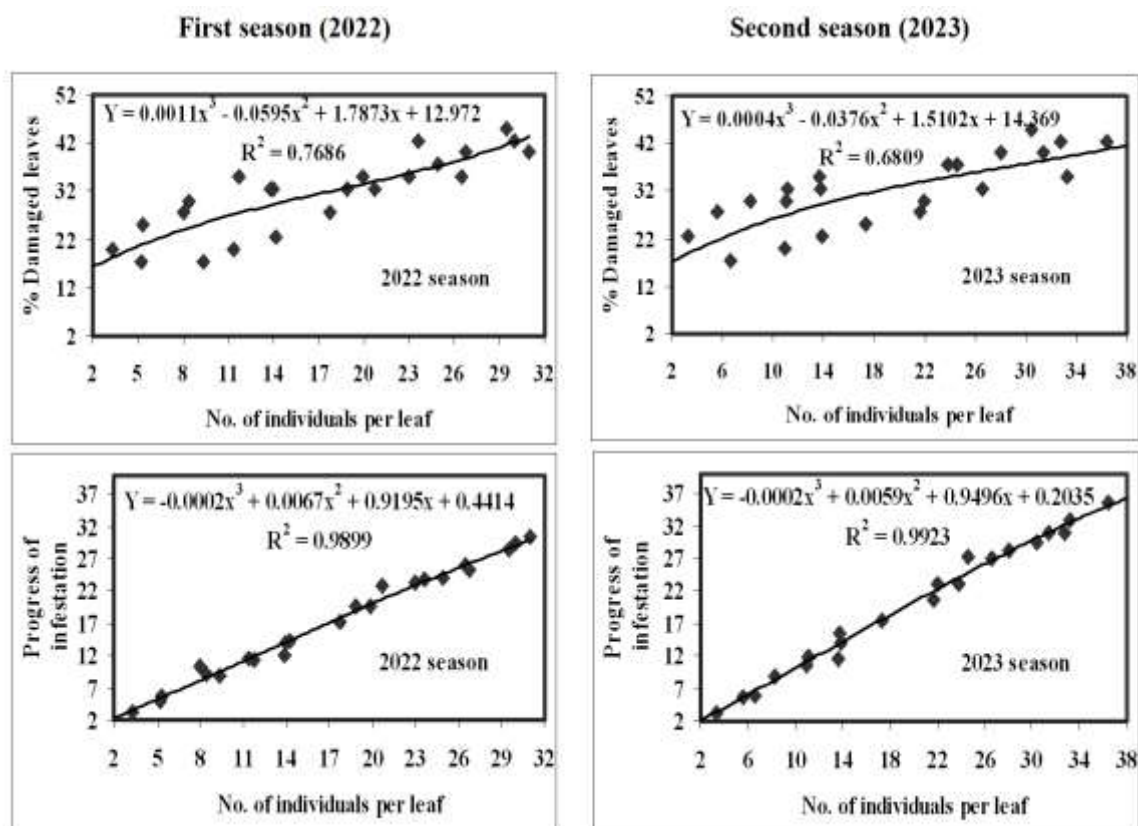 First season (2022)
Second season (2023)
52
42
32
22
12
2
% Damaged leaves
Y = 0.0011x³ - 0.0595x² + 1.7873x + 12.972
R² = 0.7686
2022 season
2 5 8 11 14 17 20 23 26 29 32
No. of individuals per leaf
52
42
32
22
12
2
% Damaged leaves
Y = 0.0004x³ - 0.0376x² + 1.5102x + 14.369
R² = 0.6809
2023 season
2 6 10 14 18 22 26 30 34 38
No. of individuals per leaf
37
32
27
22
17
12
7
2
Progress of
infestation
Y = -0.0002x³ + 0.0067x² + 0.9195x + 0.4414
R² = 0.9899
2022 season
2 5 8 11 14 17 20 23 26 29 32
No. of individuals per leaf
37
32
27
22
17
12
7
2
Progress of
infestation
Y = -0.0002x³ + 0.0059x² + 0.9496x + 0.2035
R² = 0.9923
2023 season
2 6 10 14 18 22 26 30 34 38
No. of individuals per leaf